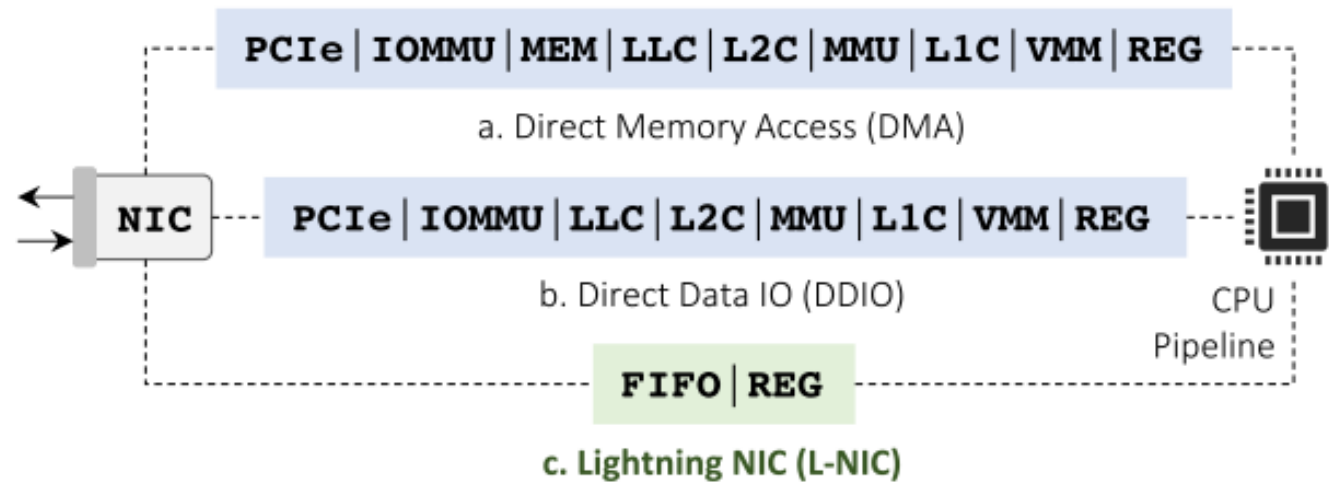 PCIe|IOMMU|MEM|LLC|L2C|MMU|L1C|VMM|REG
a. Direct Memory Access (DMA)
NIC
PCIe|IOMMU|LLC|L2C|MMU|L1C|VMM|REG
b. Direct Data IO (DDIO)
CPU
Pipeline
FIFO|REG
c. Lightning NIC (L-NIC)